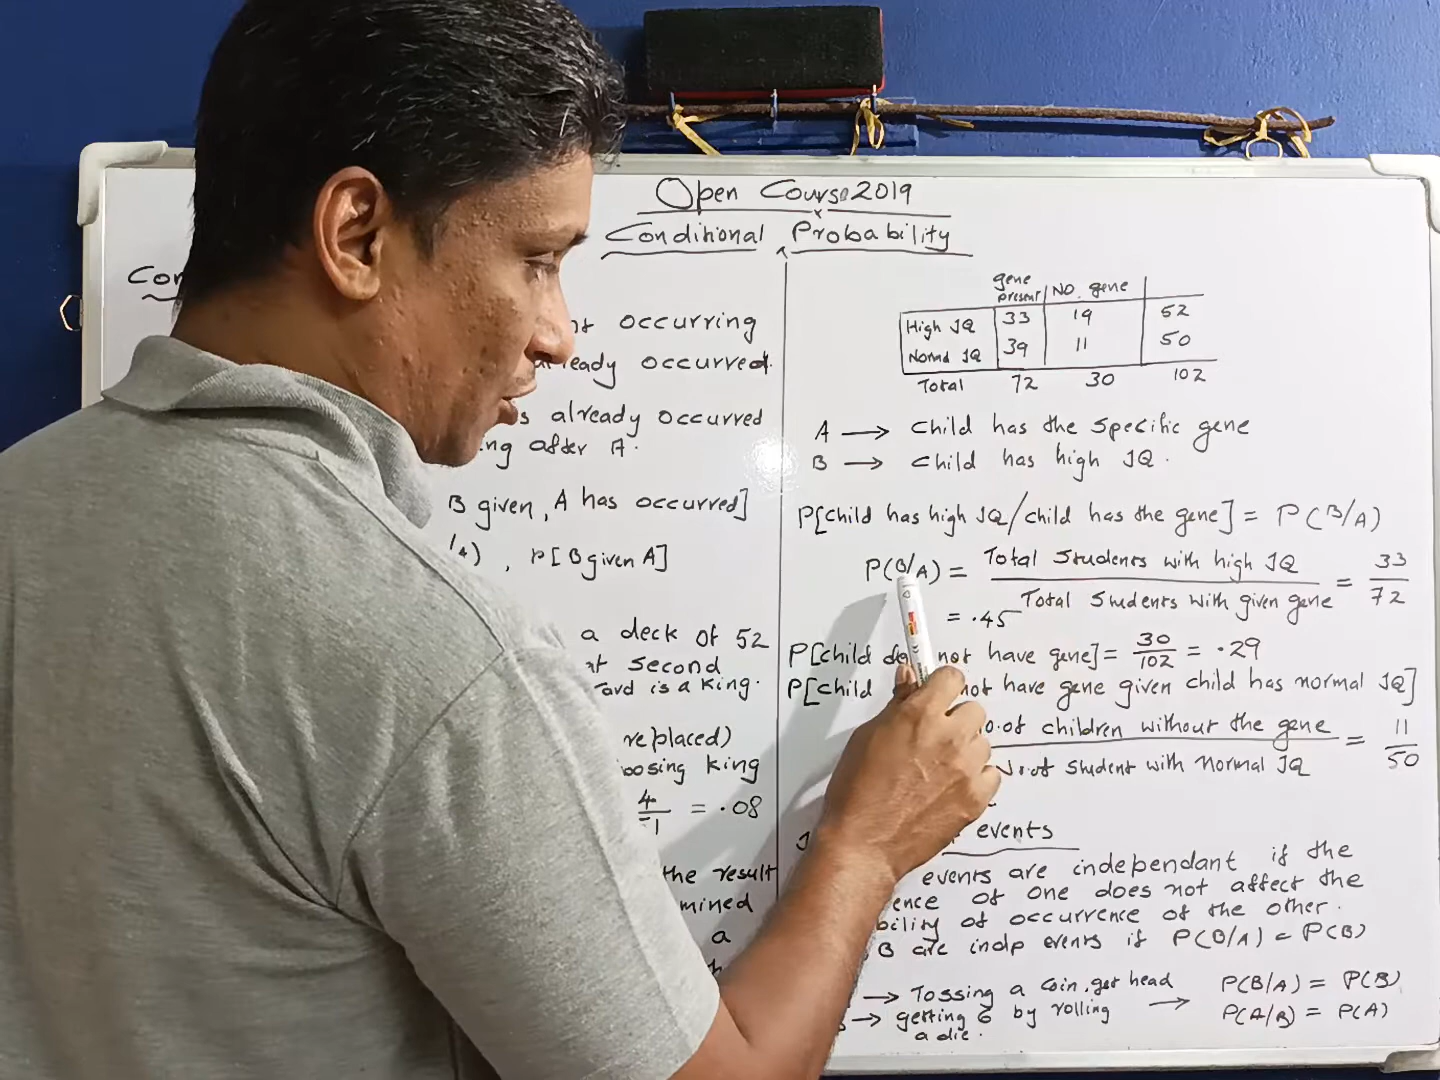 Open Course 2019
Conditional Probability
Con
occurring
already occurred.
s already occurred
ing after A.
B given, A has occurred]
/A) , P[B given A]
a deck of 52
at second
card is a King.
replaced)
oosing King
4/51 = .08
the result
mined
a
gene present | NO. gene
High IQ 33 19 52
Normal IQ 39 11 50
Total 72 30 102
A → Child has the specific gene
B → child has high IQ.
P[child has high IQ/child has the gene] = P(B/A)
P(B/A) = Total Students with high IQ / Total Students with given gene = 33/72
= .45
P[child does not have gene] = 30/102 = .29
P[child not have gene given child has normal IQ]
o.of children without the gene / No.of student with Normal IQ = 11/50
events
events are independant if the
ence of one does not affect the
bility of occurrence of the other.
B are indp events if P(B/A) = P(B)
→ Tossing a coin, get head P(B/A) = P(B)
→ getting 6 by rolling → P(A/B) = P(A)
a die.